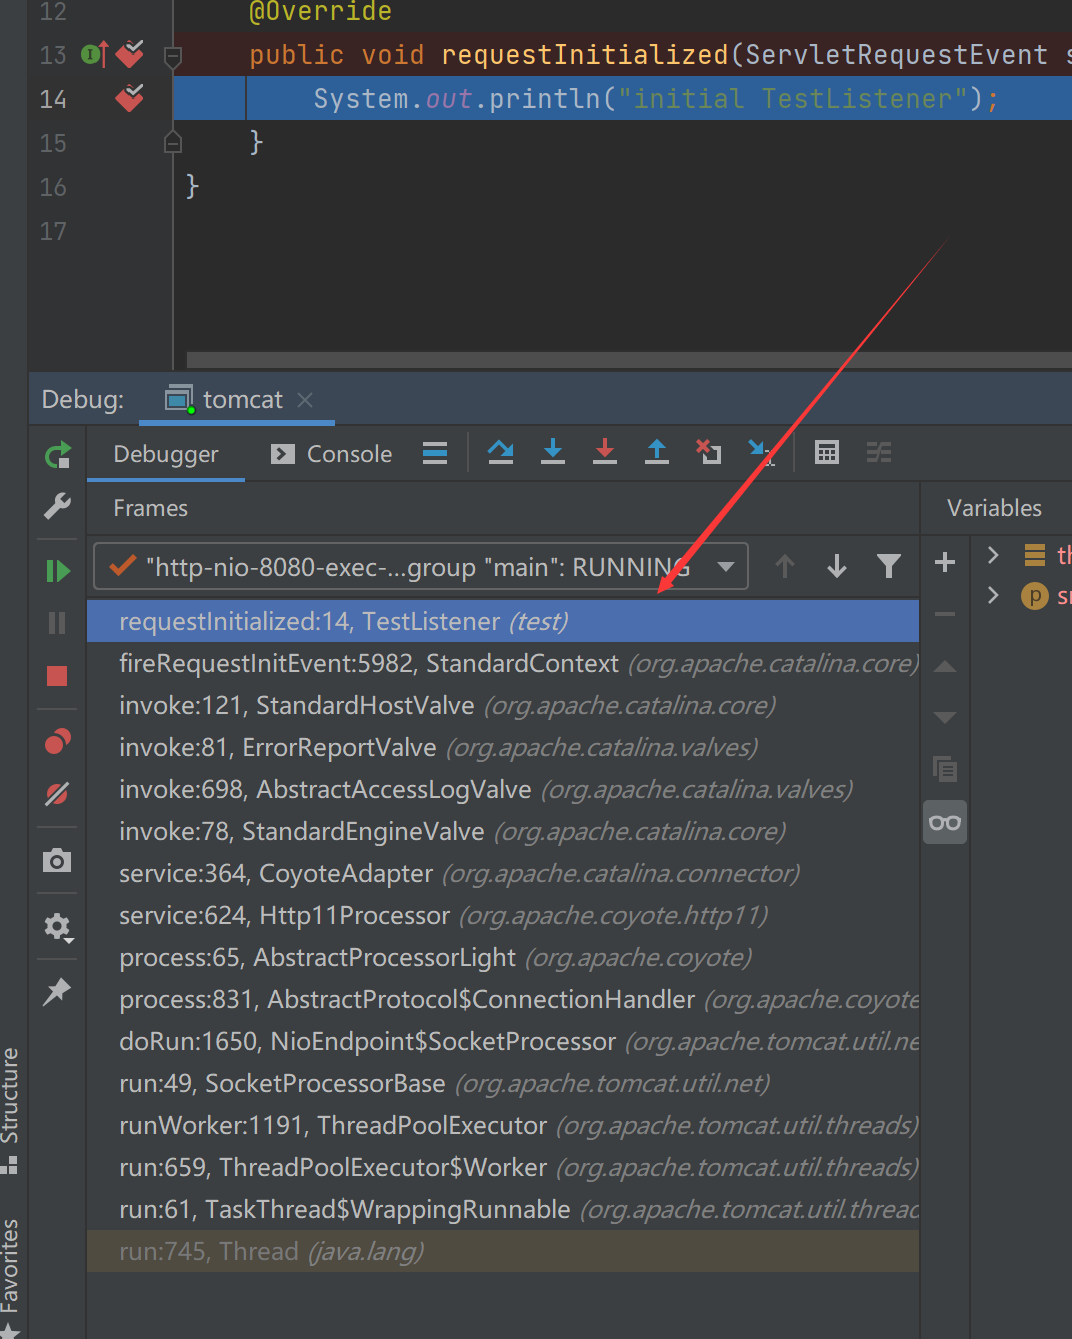 12 @Override
13 public void requestInitialized(ServletRequestEvent s
14 System.out.println("initial TestListener");
15 }
16 }
17
Debug: tomcat
Debugger Console
Frames Variables
"http-nio-8080-exec-...group "main": RUNNING
requestInitialized:14, TestListener (test)
fireRequestInitEvent:5982, StandardContext (org.apache.catalina.core)
invoke:121, StandardHostValve (org.apache.catalina.core)
invoke:81, ErrorReportValve (org.apache.catalina.valves)
invoke:698, AbstractAccessLogValve (org.apache.catalina.valves)
invoke:78, StandardEngineValve (org.apache.catalina.core)
service:364, CoyoteAdapter (org.apache.catalina.connector)
service:624, Http11Processor (org.apache.coyote.http11)
process:65, AbstractProcessorLight (org.apache.coyote)
process:831, AbstractProtocol$ConnectionHandler (org.apache.coyote
doRun:1650, NioEndpoint$SocketProcessor (org.apache.tomcat.util.ne
run:49, SocketProcessorBase (org.apache.tomcat.util.net)
runWorker:1191, ThreadPoolExecutor (org.apache.tomcat.util.threads)
run:659, ThreadPoolExecutor$Worker (org.apache.tomcat.util.threads)
run:61, TaskThread$WrappingRunnable (org.apache.tomcat.util.threac
run:745, Thread (java.lang)
th
p sr
Structure
Favorites